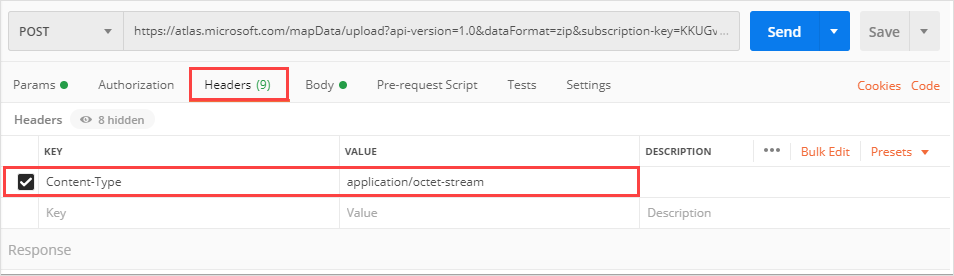 POST https://atlas.microsoft.com/mapData/upload?api-version=1.0&dataFormat=zip&subscription-key=KKUGv... Send Save
Params Authorization Headers (9) Body Pre-request Script Tests Settings Cookies Code
Headers 8 hidden
KEY VALUE DESCRIPTION ••• Bulk Edit Presets
Content-Type application/octet-stream
Key Value Description
Response